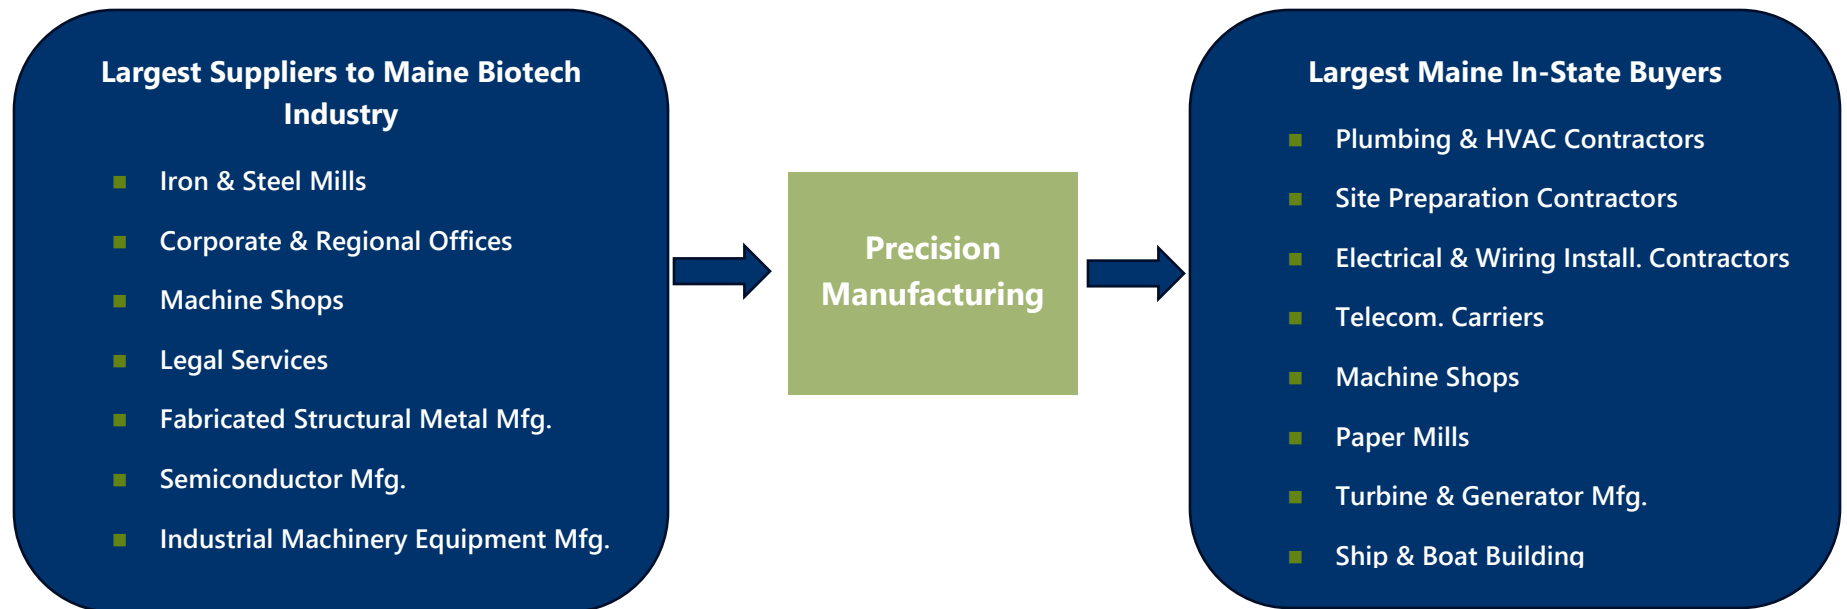 Largest Suppliers to Maine Biotech
Industry
Iron & Steel Mills
Corporate & Regional Offices
Machine Shops
Legal Services
Fabricated Structural Metal Mfg.
Semiconductor Mfg.
Industrial Machinery Equipment Mfg.
Precision
Manufacturing
Largest Maine In-State Buyers
Plumbing & HVAC Contractors
Site Preparation Contractors
Electrical & Wiring Install. Contractors
Telecom. Carriers
Machine Shops
Paper Mills
Turbine & Generator Mfg.
Ship & Boat Building